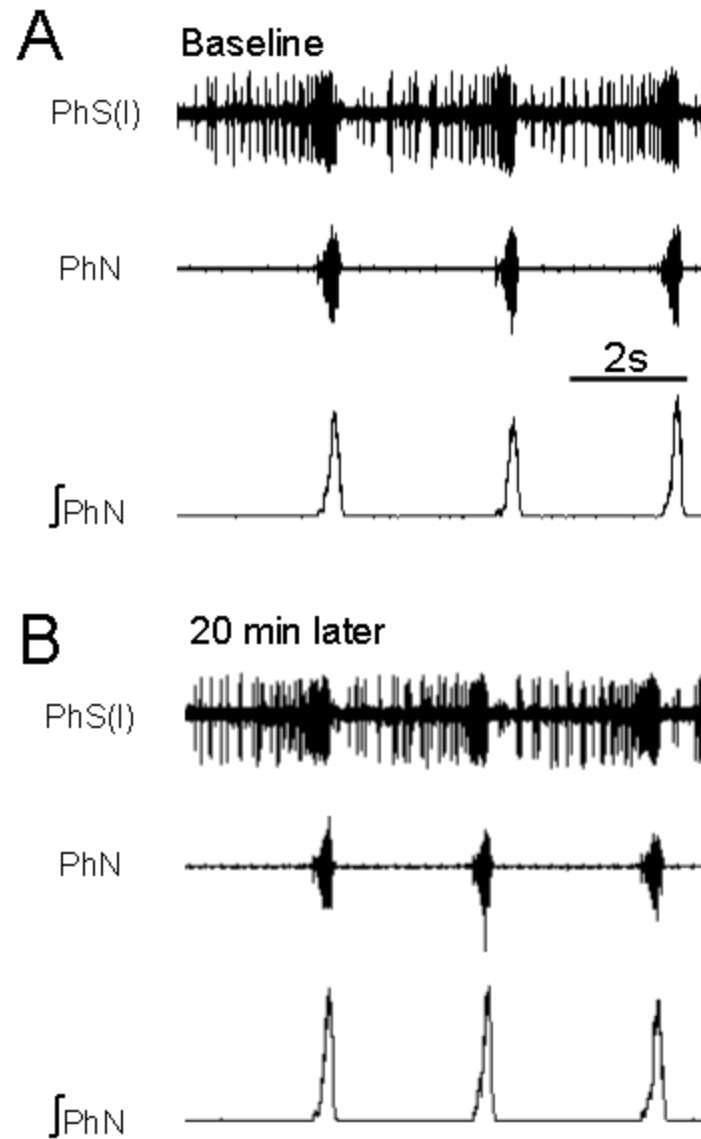 A
Baseline
PhS(I)
PhN
2s
∫PhN
B
20 min later
PhS(I)
PhN
∫PhN